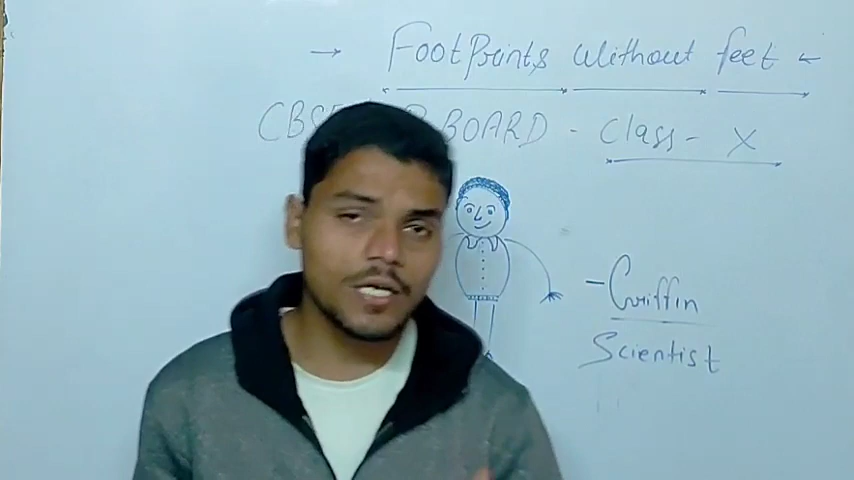 → FootPrints without feet ←
CBSE BOARD - Class - X
- Griffin
Scientist